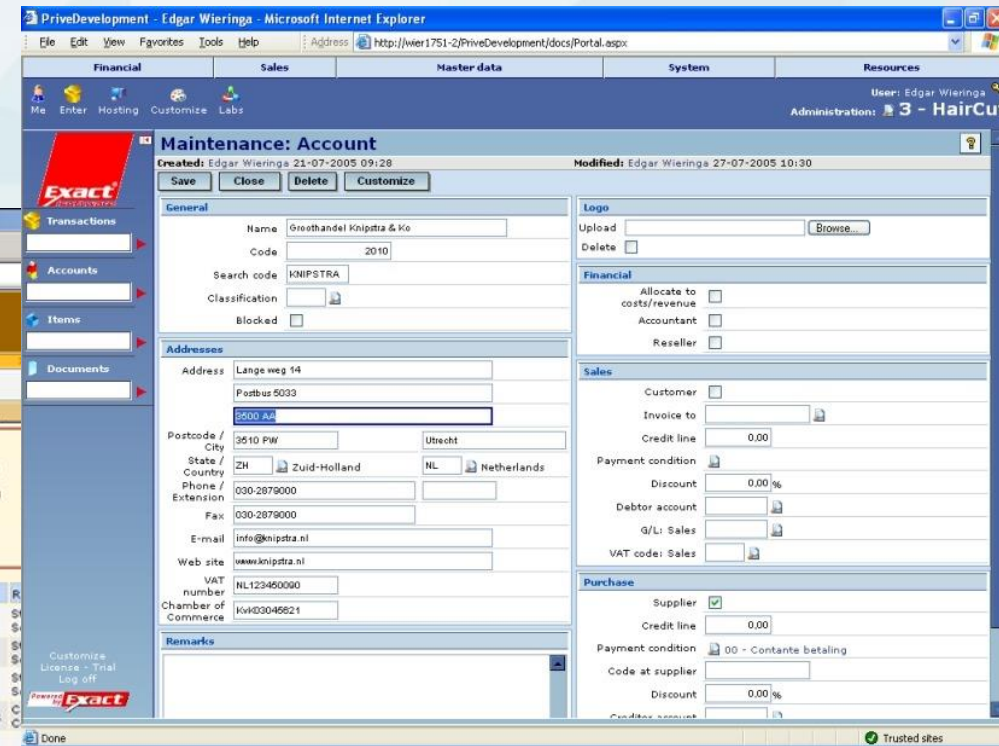 PriveDevelopment - Edgar Wieringa - Microsoft Internet Explorer
File Edit View Favorites Tools Help Address http://wier1751-2/PriveDevelopment/docs/Portal.aspx
Financial Sales Master data System Resources
Me Enter Hosting Customize Labs
User: Edgar Wieringa
Administration: 3 - HairCu
Exact
Transactions
Accounts
Items
Documents
Customize
License - Trial
Log off
Powered by Exact
Maintenance: Account
Created: Edgar Wieringa 21-07-2005 09:28 Modified: Edgar Wieringa 27-07-2005 10:30
Save Close Delete Customize
General
Name Groothandel Knipstra & Ko
Code 2010
Search code KNIPSTRA
Classification
Blocked
Addresses
Address Lange weg 14
Postbus 5033
3500 AA
Postcode / City 3510 PW Utrecht
State / Country ZH Zuid-Holland NL Netherlands
Phone / Extension 030-2879000
Fax 030-2879000
E-mail info@knipstra.nl
Web site www.knipstra.nl
VAT number NL123450090
Chamber of Commerce KvK03045621
Remarks
Logo
Upload Browse...
Delete
Financial
Allocate to costs/revenue
Accountant
Reseller
Sales
Customer
Invoice to
Credit line 0,00
Payment condition
Discount 0,00 %
Debtor account
G/L: Sales
VAT code: Sales
Purchase
Supplier
Credit line 0,00
Payment condition 00 - Contante betaling
Code at supplier
Discount 0,00 %
Creditor account
Done Trusted sites